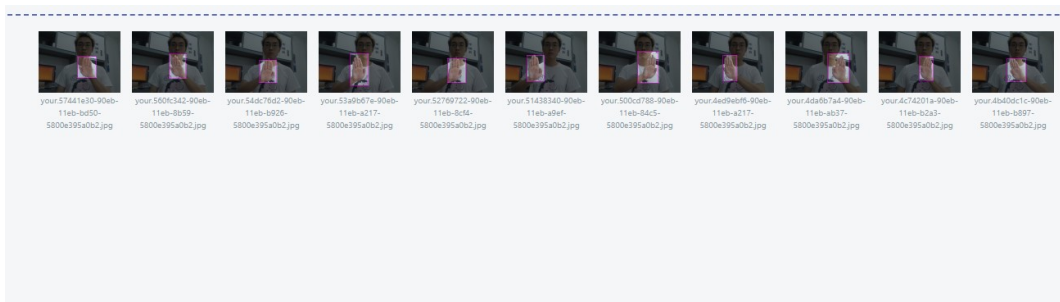 your.57441e30-90eb-
11eb-bd50-
5800e395a0b2.jpg
your.560fc342-90eb-
11eb-8b59-
5800e395a0b2.jpg
your.54dc76d2-90eb-
11eb-b926-
5800e395a0b2.jpg
your.53a9b67e-90eb-
11eb-a217-
5800e395a0b2.jpg
your.52769722-90eb-
11eb-8cf4-
5800e395a0b2.jpg
your.51438340-90eb-
11eb-a9ef-
5800e395a0b2.jpg
your.500cd788-90eb-
11eb-84c5-
5800e395a0b2.jpg
your.4ed9ebf6-90eb-
11eb-a217-
5800e395a0b2.jpg
your.4da6b7a4-90eb-
11eb-ab37-
5800e395a0b2.jpg
your.4c74201a-90eb-
11eb-b2a3-
5800e395a0b2.jpg
your.4b40dc1c-90eb-
11eb-b897-
5800e395a0b2.jpg